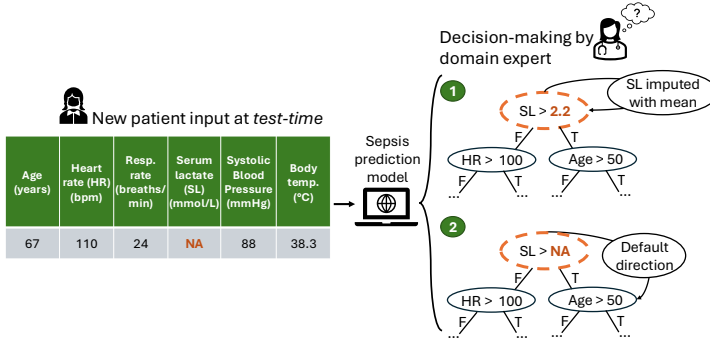 ?
Decision-making by
domain expert
New patient input at test-time
Age
(years)
Heart
rate (HR)
(bpm)
Resp.
rate
(breaths/
min)
Serum
lactate
(SL)
(mmol/L)
Systolic
Blood
Pressure
(mmHg)
Body
temp.
(°C)
67
110
24
NA
88
38.3
Sepsis
prediction
model
1
SL > 2.2
SL imputed
with mean
F
T
HR > 100
Age > 50
F
T
F
T
...
...
...
...
2
SL > NA
Default
direction
F
T
HR > 100
Age > 50
F
T
F
T
...
...
...
...